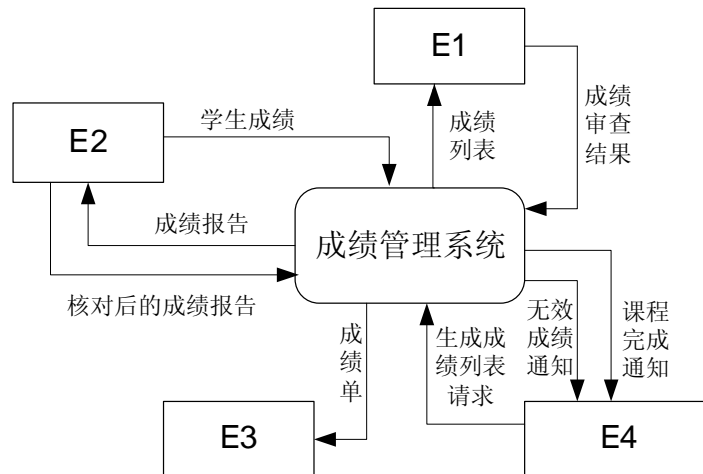 E1
成绩
审查
结果
成绩
列表
E2
学生成绩
成绩报告
成绩管理系统
核对后的成绩报告
成
绩
单
生成成
绩列表
请求
无效
成绩
通知
课程
完成
通知
E3
E4